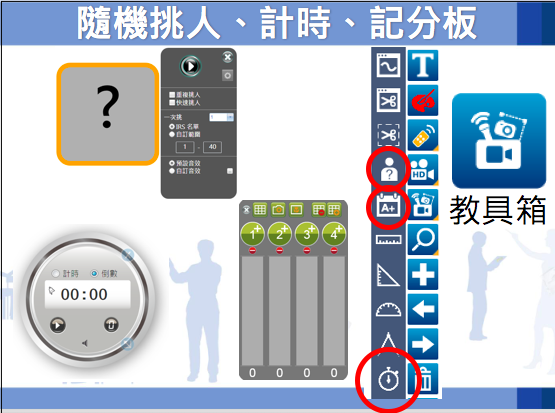 隨機挑人、計時、記分板
?
重複挑人
快速挑人
一次挑 1
IRS 名單
自訂範圍
1 - 40
預設音效
自訂音效
T
?
HD
A+
教具箱
1+ 2+ 3+ 4+
0 0 0 0
計時 倒數
00:00